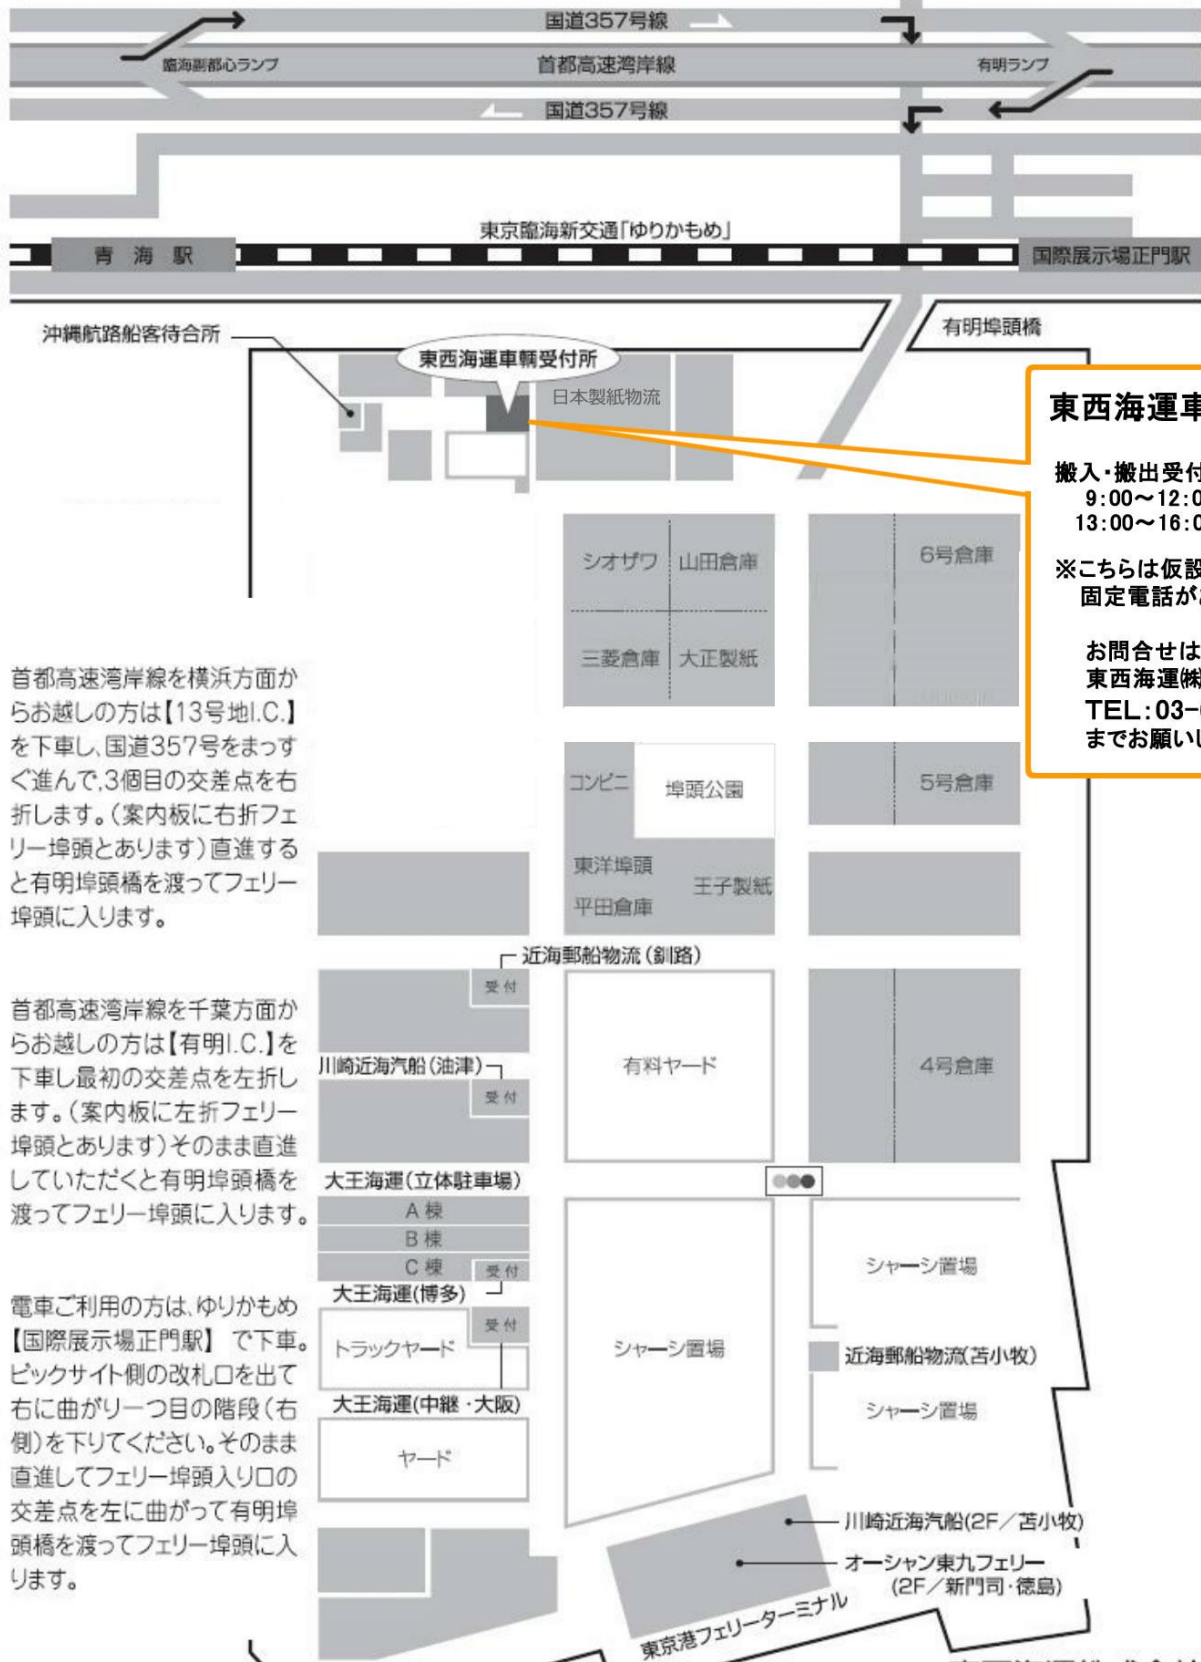 国道357号線
臨海副都心ランプ
首都高速湾岸線
有明ランプ
国道357号線
東京臨海新交通「ゆりかもめ」
青海駅
国際展示場正門駅
沖縄航路船客待合所
有明埠頭橋
東西海運車輌受付所
日本製紙物流
東西海運車
搬入・搬出受付
9:00～12:0
13:00～16:0
※こちらは仮設
固定電話が
お問合せは
東西海運㈱
TEL:03-
までお願いし
シオザワ
山田倉庫
6号倉庫
三菱倉庫
大正製紙
首都高速湾岸線を横浜方面か
らお越しの方は【13号地I.C.】
を下車し、国道357号をまっす
ぐ進んで,3個目の交差点を右
折します。（案内板に右折フェ
リー埠頭とあります）直進する
と有明埠頭橋を渡ってフェリー
埠頭に入ります。
コンビニ
埠頭公園
5号倉庫
東洋埠頭
王子製紙
平田倉庫
近海郵船物流（釧路）
受付
首都高速湾岸線を千葉方面か
らお越しの方は【有明I.C.】を
下車し最初の交差点を左折し
ます。（案内板に左折フェリー
埠頭とあります）そのまま直進
していただくと有明埠頭橋を
渡ってフェリー埠頭に入ります。
川崎近海汽船（油津）
受付
有料ヤード
4号倉庫
大王海運（立体駐車場）
A棟
B棟
C棟
受付
大王海運(博多)
受付
トラックヤード
大王海運(中継・大阪)
ヤード
シャーシ置場
シャーシ置場
近海郵船物流(苫小牧)
シャーシ置場
電車ご利用の方は、ゆりかもめ
【国際展示場正門駅】 で下車。
ビックサイト側の改札口を出て
右に曲がり一つ目の階段（右
側）を下りてください。そのまま
直進してフェリー埠頭入り口の
交差点を左に曲がって有明埠
頭橋を渡ってフェリー埠頭に入
ります。
川崎近海汽船(2F／苫小牧)
オーシャン東九フェリー
(2F／新門司・徳島)
東京港フェリーターミナル